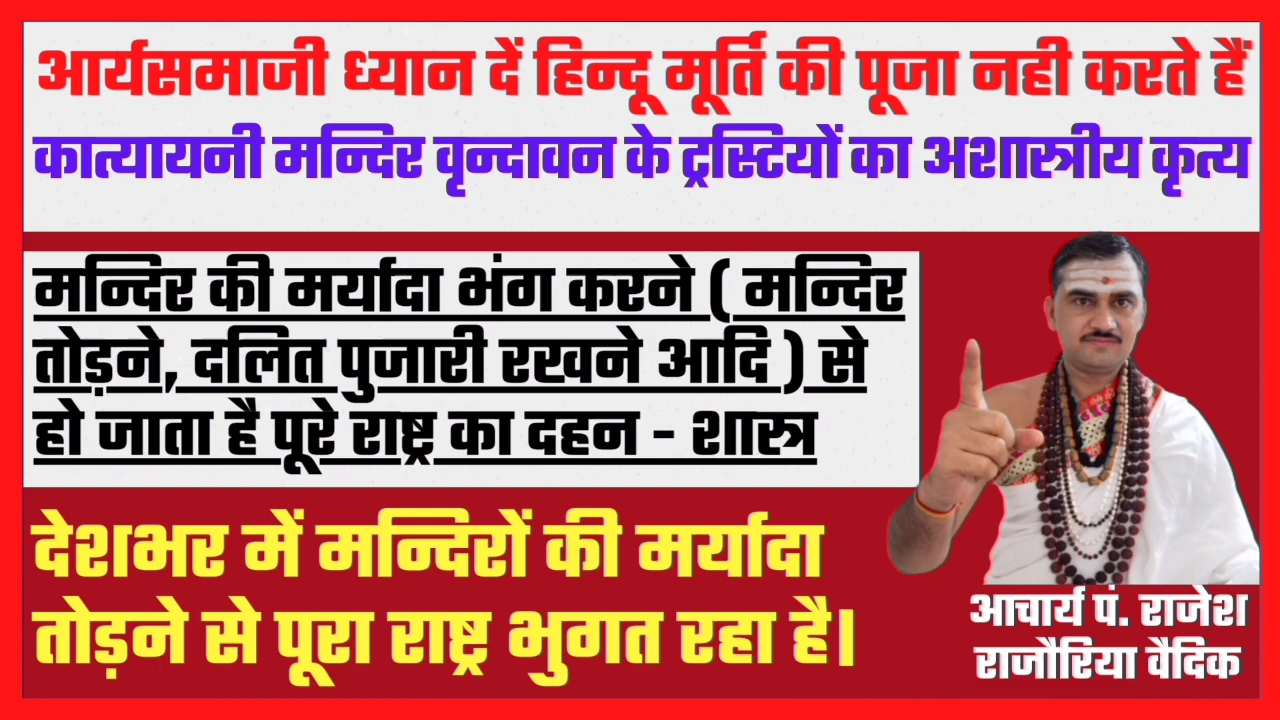 आर्यसमाजी ध्यान दें हिन्दू मूर्ति की पूजा नही करते हैं
कात्यायनी मन्दिर वृन्दावन के ट्रस्टियों का अशास्त्रीय कृत्य
मन्दिर की मर्यादा भंग करने ( मन्दिर
तोड़ने, दलित पुजारी रखने आदि ) से
हो जाता है पूरे राष्ट्र का दहन - शास्त्र
देशभर में मन्दिरों की मर्यादा
तोड़ने से पूरा राष्ट्र भुगत रहा है।
आचार्य पं. राजेश
राजौरिया वैदिक